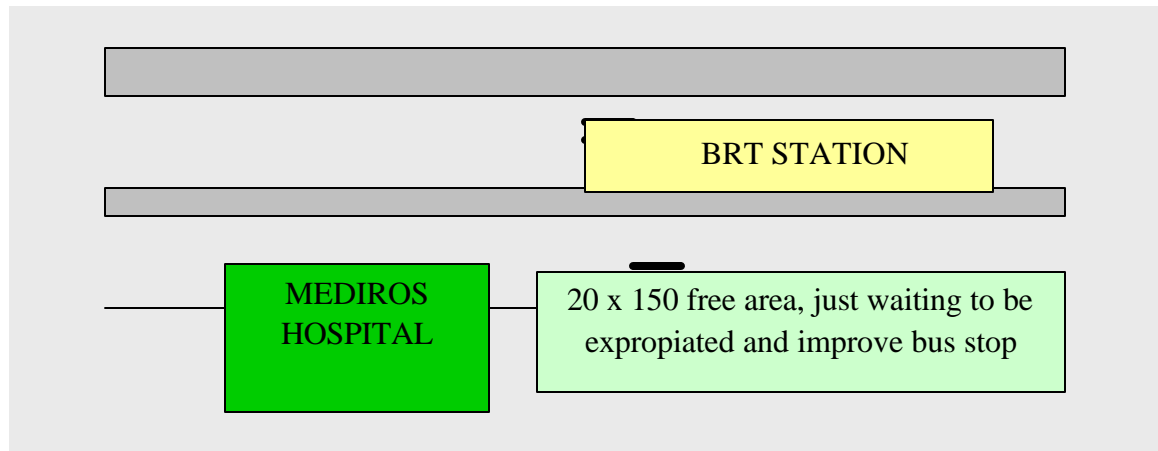 BRT STATION
MEDIROS
HOSPITAL
20 x 150 free area, just waiting to be
expropiated and improve bus stop